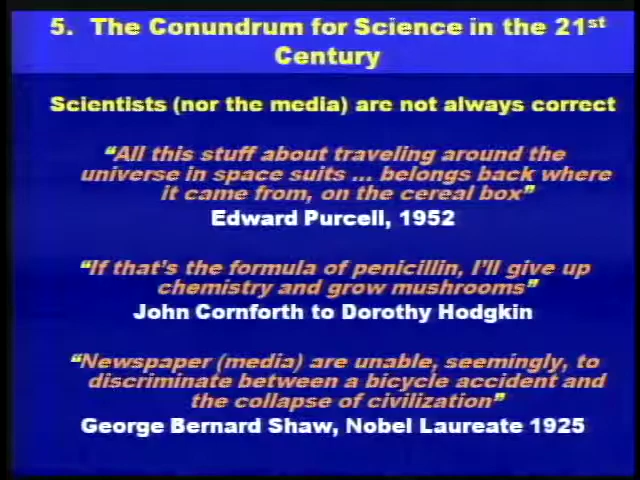 5. The Conundrum for Science in the 21st
Century
Scientists (nor the media) are not always correct
“All this stuff about traveling around the
universe in space suits ... belongs back where
it came from, on the cereal box”
Edward Purcell, 1952
“If that’s the formula of penicillin, I’ll give up
chemistry and grow mushrooms”
John Cornforth to Dorothy Hodgkin
“Newspaper (media) are unable, seemingly, to
discriminate between a bicycle accident and
the collapse of civilization”
George Bernard Shaw, Nobel Laureate 1925